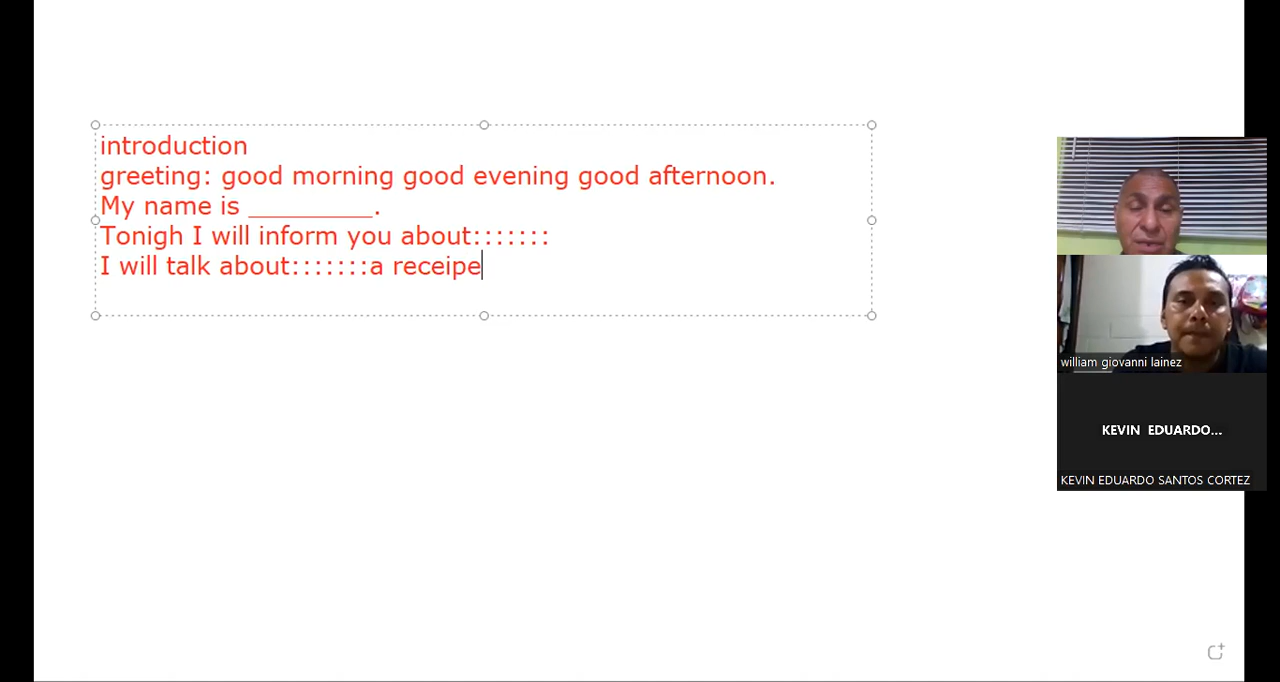 introduction
greeting: good morning good evening good afternoon.
My name is _________.
Tonigh I will inform you about:::::::
I will talk about:::::::a receipe
william giovanni lainez
KEVIN EDUARDO...
KEVIN EDUARDO SANTOS CORTEZ